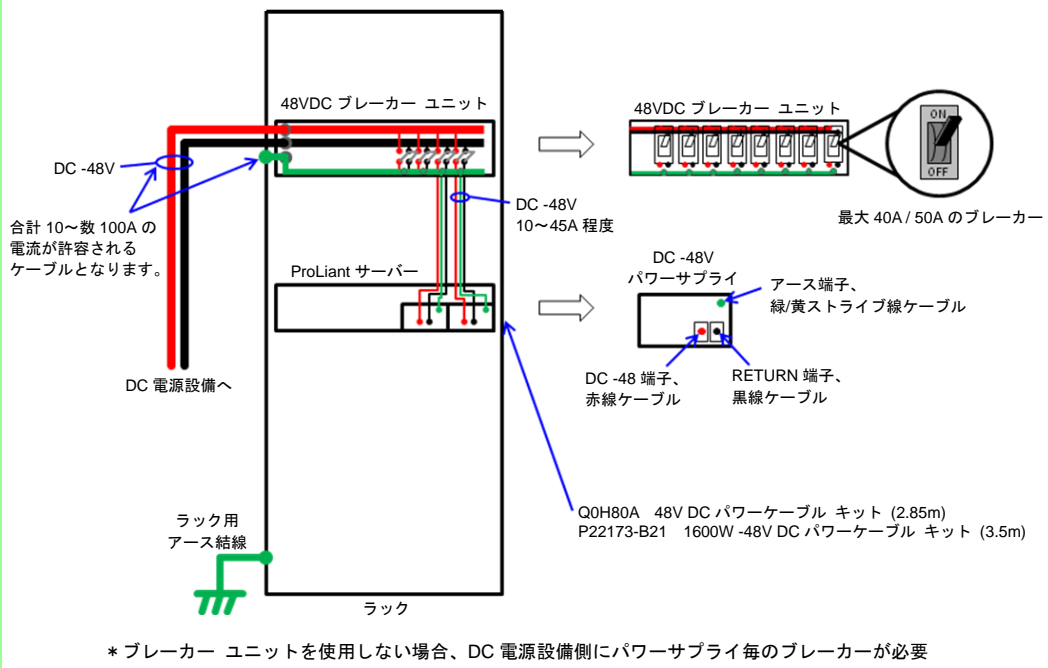 48VDC ブレーカー ユニット
DC -48V
合計 10～数 100A の
電流が許容される
ケーブルとなります。
DC -48V
10～45A 程度
ProLiant サーバー
DC 電源設備へ
ラック用
アース結線
ラック
48VDC ブレーカー ユニット
ON
OFF
最大 40A / 50A のブレーカー
DC -48V
パワーサプライ
アース端子、
緑/黄ストライプ線ケーブル
DC -48 端子、
赤線ケーブル
RETURN 端子、
黒線ケーブル
Q0H80A 48V DC パワーケーブル キット (2.85m)
P22173-B21 1600W -48V DC パワーケーブル キット (3.5m)
* ブレーカー ユニットを使用しない場合、DC 電源設備側にパワーサプライ毎のブレーカーが必要